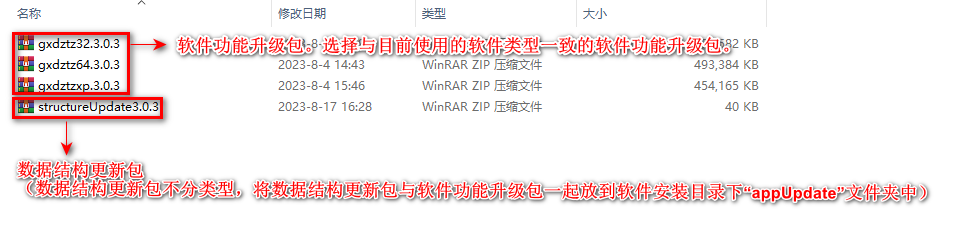 名称 修改日期 类型 大小
gxdztz32.3.0.3 软件功能升级包。选择与目前使用的软件类型一致的软件功能升级包。 KB
gxdztz64.3.0.3 2023-8-4 14:43 WinRAR ZIP 压缩文件 493,384 KB
gxdztzxp.3.0.3 2023-8-4 15:46 WinRAR ZIP 压缩文件 454,165 KB
structureUpdate3.0.3 2023-8-17 16:28 WinRAR ZIP 压缩文件 40 KB
数据结构更新包
（数据结构更新包不分类型，将数据结构更新包与软件功能升级包一起放到软件安装目录下“appUpdate”文件夹中）